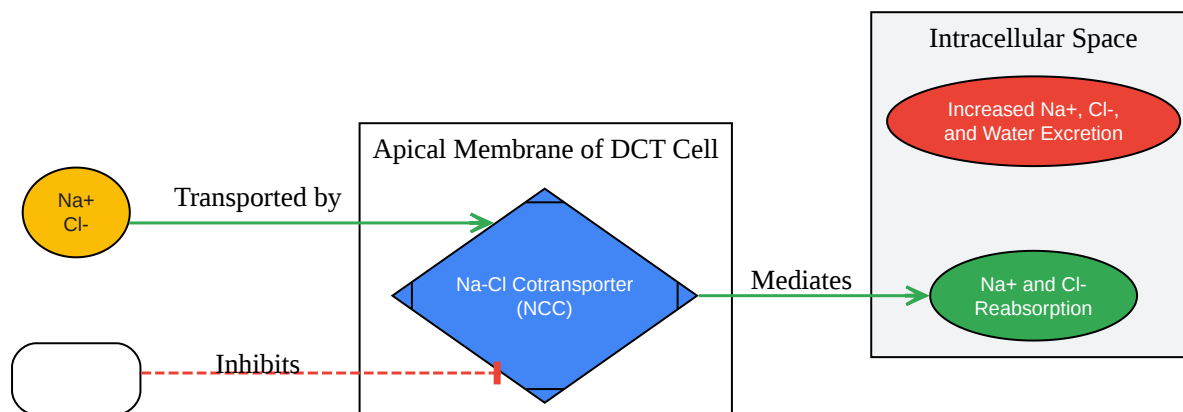 Intracellular Space
Increased Na+, Cl-,
and Water Excretion
Apical Membrane of DCT Cell
Na+
Cl-
Transported by
Na-Cl Cotransporter
(NCC)
Mediates
Na+ and Cl-
Reabsorption
Inhibits